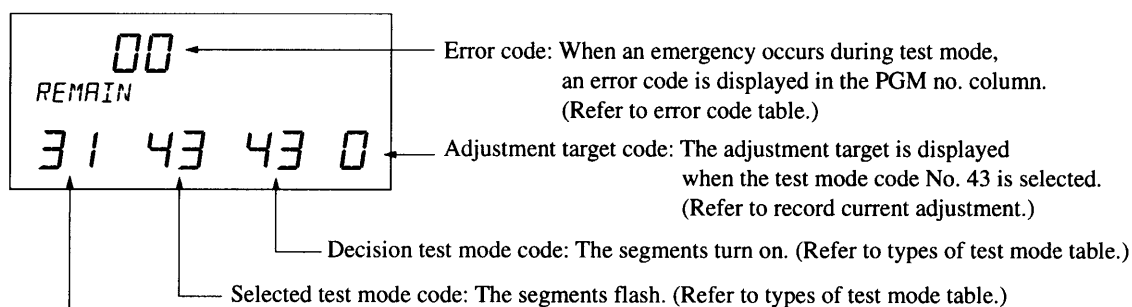 00
REMAIN
31 43 43 0
Error code: When an emergency occurs during test mode,
an error code is displayed in the PGM no. column.
(Refer to error code table.)
Adjustment target code: The adjustment target is displayed
when the test mode code No. 43 is selected.
(Refer to record current adjustment.)
Decision test mode code: The segments turn on. (Refer to types of test mode table.)
Selected test mode code: The segments flash. (Refer to types of test mode table.)